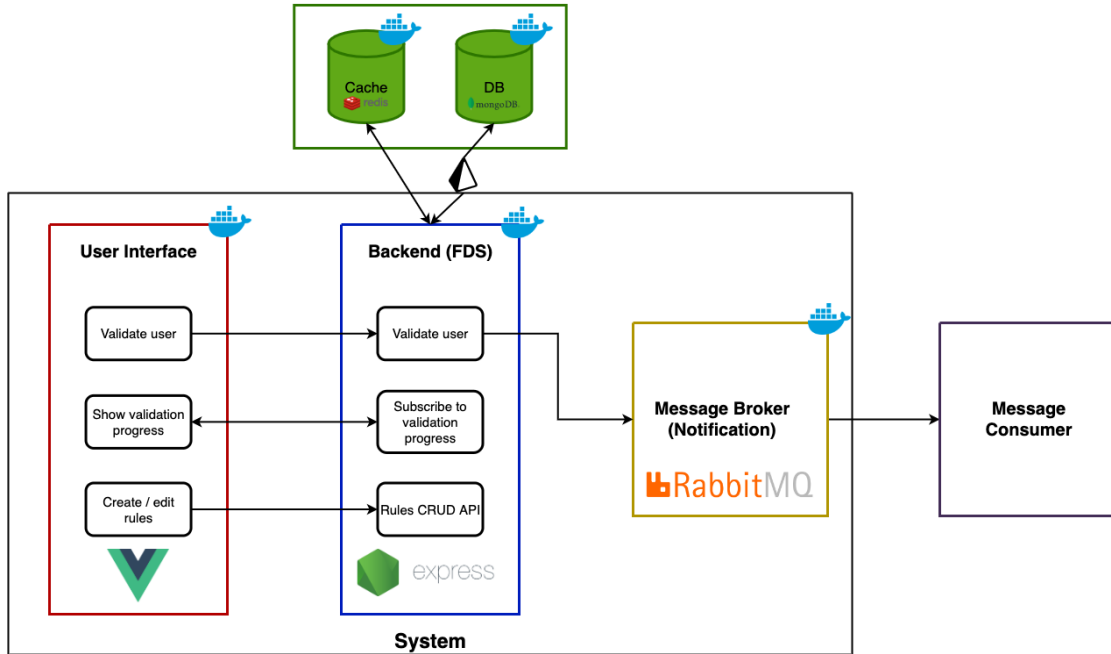 Cache
redis
DB
mongoDB.
User Interface
Backend (FDS)
Validate user
Validate user
Show validation
progress
Subscribe to
validation
progress
Message Broker
(Notification)
RabbitMQ
Message
Consumer
Create / edit
rules
Rules CRUD API
express
System